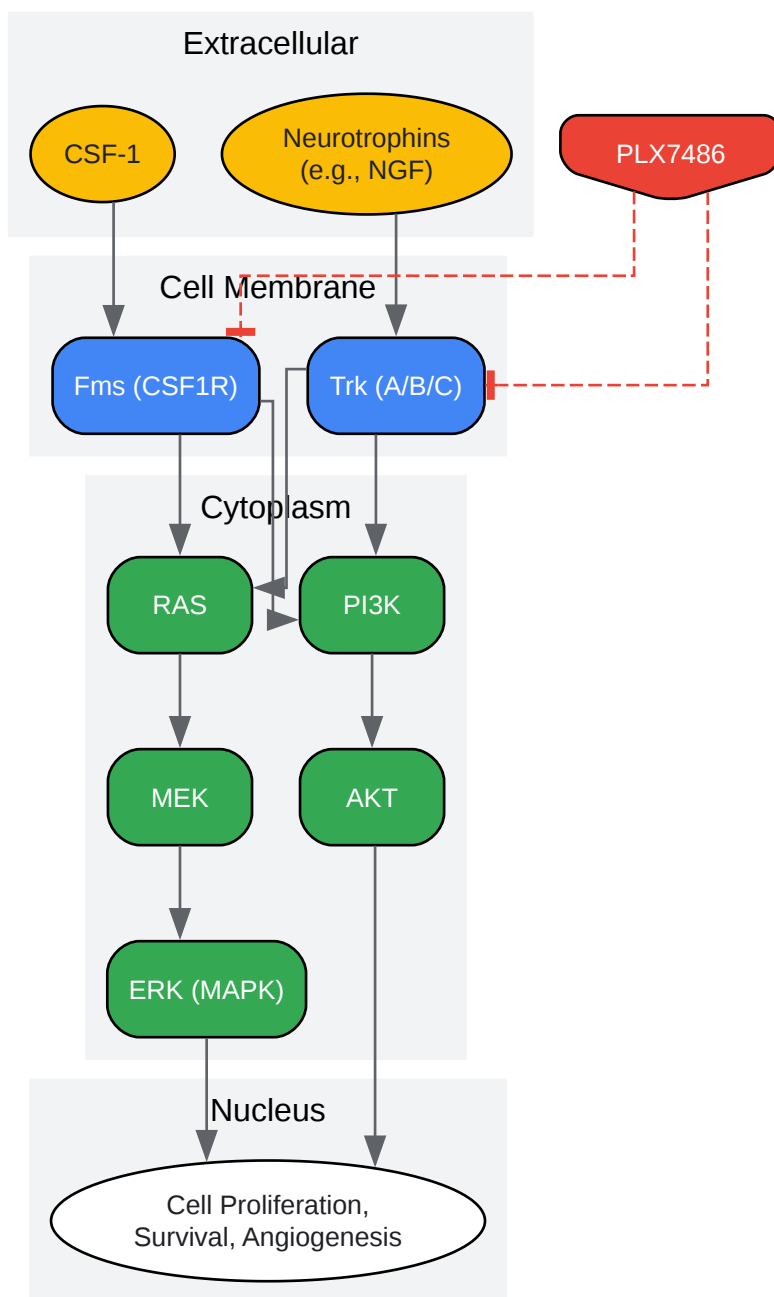 Extracellular
CSF-1
Neurotrophins
(e.g., NGF)
PLX7486
Cell Membrane
Fms (CSF1R)
Trk (A/B/C)
Cytoplasm
RAS
PI3K
MEK
AKT
ERK (MAPK)
Nucleus
Cell Proliferation,
Survival, Angiogenesis